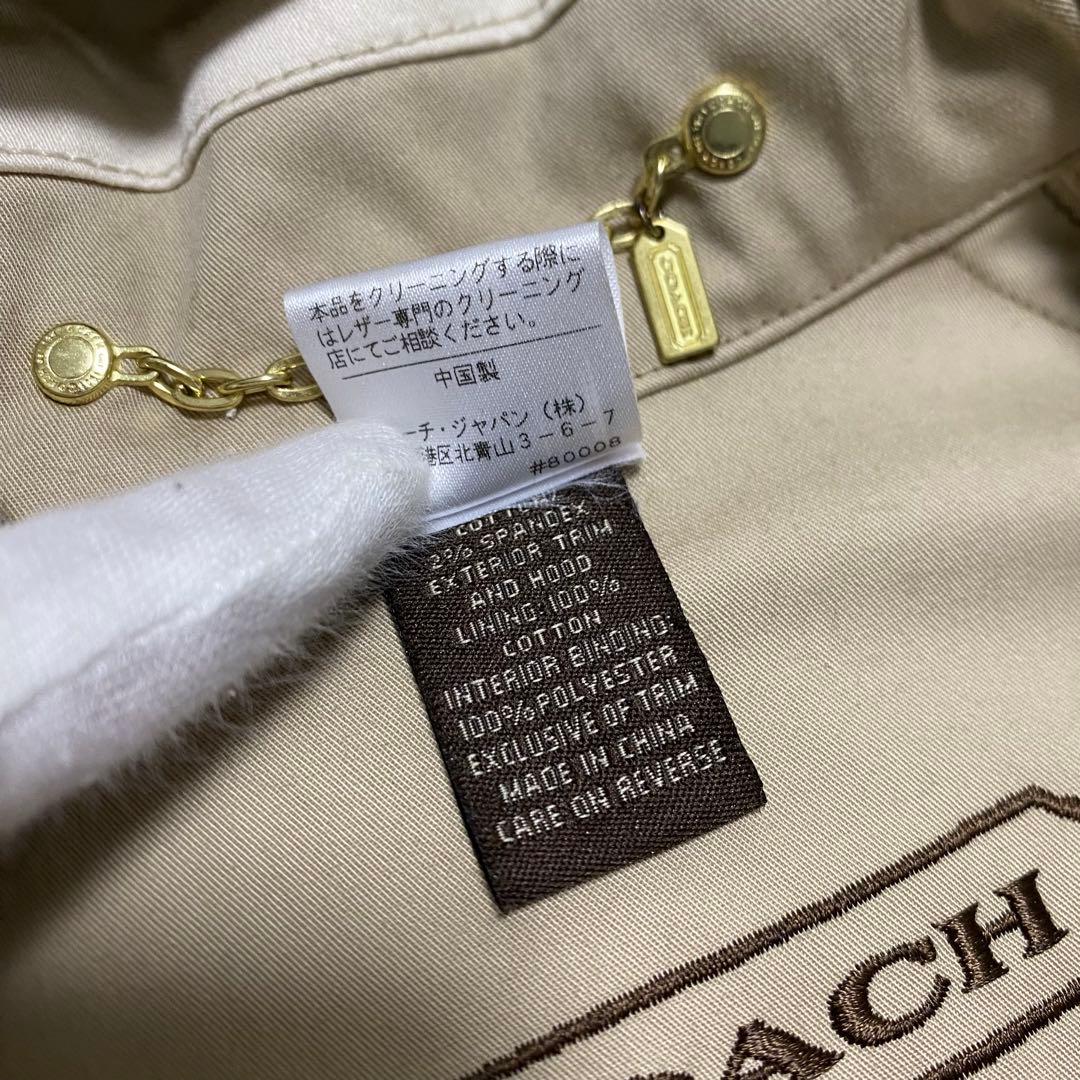 本品をクリーニングする際に
はレザー専門のクリーニング
店にてご相談ください。
中国製
ーチ・ジャパン(株)
港区北青山3-6-7
#80008
COACH
2% SPANDEX
EXTERIOR TRIM
AND HOOD
LINING: 100%
COTTON
INTERIOR BINDING:
100% POLYESTER
EXCLUSIVE OF TRIM
MADE IN CHINA
CARE ON REVERSE
OACH